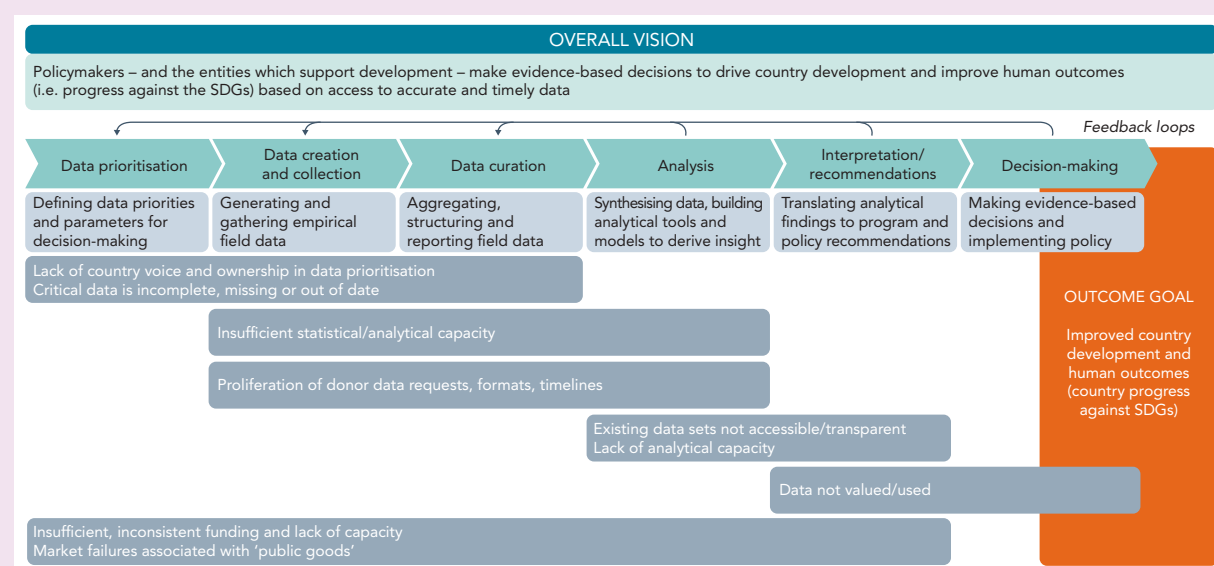 OVERALL VISION
Policymakers – and the entities which support development – make evidence-based decisions to drive country development and improve human outcomes
(i.e. progress against the SDGs) based on access to accurate and timely data
Feedback loops
Data prioritisation
Data creation
and collection
Data curation
Analysis
Interpretation/
recommendations
Decision-making
Defining data priorities
and parameters for
decision-making
Generating and
gathering empirical
field data
Aggregating,
structuring and
reporting field data
Synthesising data, building
analytical tools and
models to derive insight
Translating analytical
findings to program and
policy recommendations
Making evidence-based
decisions and
implementing policy
Lack of country voice and ownership in data prioritisation
Critical data is incomplete, missing or out of date
Insufficient statistical/analytical capacity
Proliferation of donor data requests, formats, timelines
Existing data sets not accessible/transparent
Lack of analytical capacity
Data not valued/used
Insufficient, inconsistent funding and lack of capacity
Market failures associated with ‘public goods’
OUTCOME GOAL
Improved country
development and
human outcomes
(country progress
against SDGs)